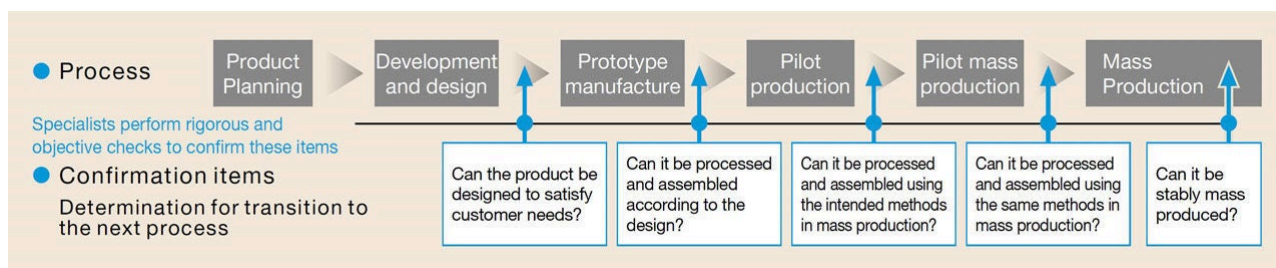 Process
Product
Planning
Development
and design
Prototype
manufacture
Pilot
production
Pilot mass
production
Mass
Production
Specialists perform rigorous and
objective checks to confirm these items
Confirmation items
Determination for transition to
the next process
Can the product be
designed to satisfy
customer needs?
Can it be processed
and assembled
according to the
design?
Can it be processed
and assembled using
the intended methods
in mass production?
Can it be processed
and assembled using
the same methods in
mass production?
Can it be
stably mass
produced?